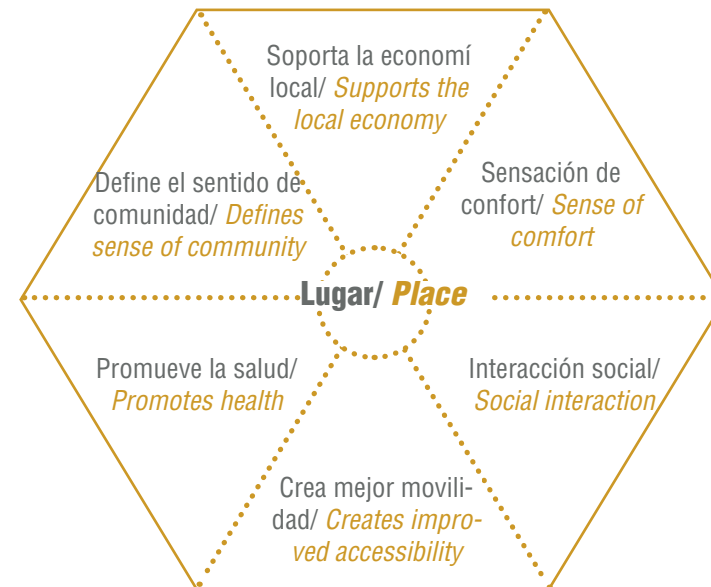 Soporta la economí
local/ Supports the
local economy
Define el sentido de
comunidad/ Defines
sense of community
Sensación de
confort/ Sense of
comfort
Lugar/ Place
Promueve la salud/
Promotes health
Interacción social/
Social interaction
Crea mejor movili-
dad/ Creates impro-
ved accessibility